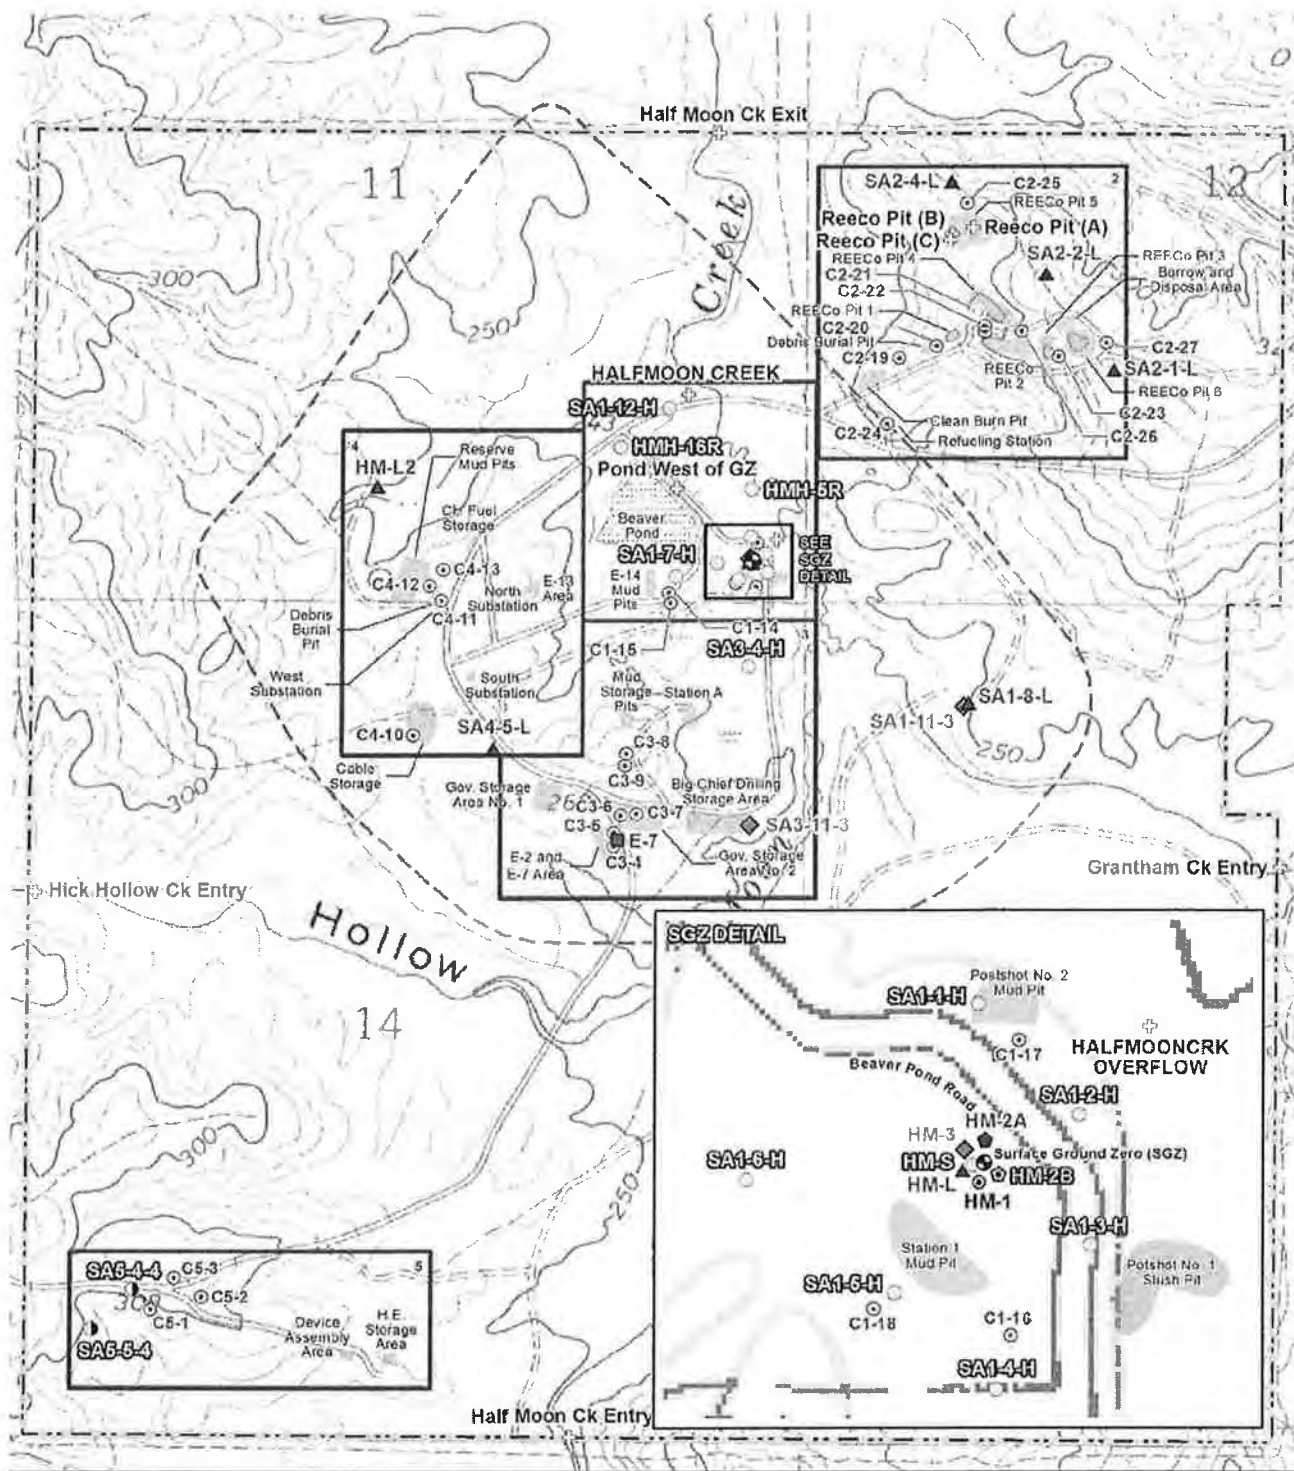 Half Moon Ck Exit
11
12
Creek
300
250
2
SA2-4-L
C2-25
REECo Pit 5
Reeco Pit (B)
Reeco Pit (A)
Reeco Pit (C)
REECo Pit 4
SA2-2-L
REECo Pit 3
C2-21
Borrow and
Disposal Area
C2-22
REECo Pit 1
C2-20
Debris Burial Pit
C2-19
C2-27
REECo
Pit 2
SA2-1-L
REECo Pit 6
C2-23
Clean Burn Pit
C2-24
Refueling Station
C2-26
HALFMOON CREEK
SA1-12-H
HMH-16R
Pond West of GZ
HMH-5R
Beaver
Pond
SEE
SGZ
DETAIL
SA1-7-H
E-14
Mud
Pits
C1-14
C1-15
SA3-4-H
4
Reserve
Mud Pits
HM-L2
CH Fuel
Storage
C4-13
C4-12
North
Substation
E-13
Area
C4-11
Debris
Burial
Pit
West
Substation
South
Substation
SA4-5-L
C4-10
Cable
Storage
300
Mud
Storage
Pits
Station A
C3-8
C3-9
Gov. Storage
Area No. 1
Big Chief Drilling
Storage Area
C3-6
C3-7
C3-5
E-7
SA3-11-3
C3-4
E-2 and
E-7 Area
Gov. Storage
Area No. 2
SA1-8-L
SA1-11-3
250
Grantham Ck Entry
Hick Hollow Ck Entry
Hollow
14
300
250
SGZ DETAIL
Postshot No. 2
Mud Pit
SA1-1-H
C1-17
HALFMOONCRK
OVERFLOW
Beaver Pond Road
SA1-2-H
HM-2A
HM-3
Surface Ground Zero (SGZ)
SA1-6-H
HM-S
HM-2B
HM-L
HM-1
SA1-3-H
Station 1
Mud Pit
Potshot No. 1
Slush Pit
SA1-5-H
C1-18
C1-16
SA1-4-H
5
SA5-4-4
C5-3
C5-2
300
C5-1
SA5-5-4
Device
Assembly
Area
H.E.
Storage
Area
Half Moon Ck Entry